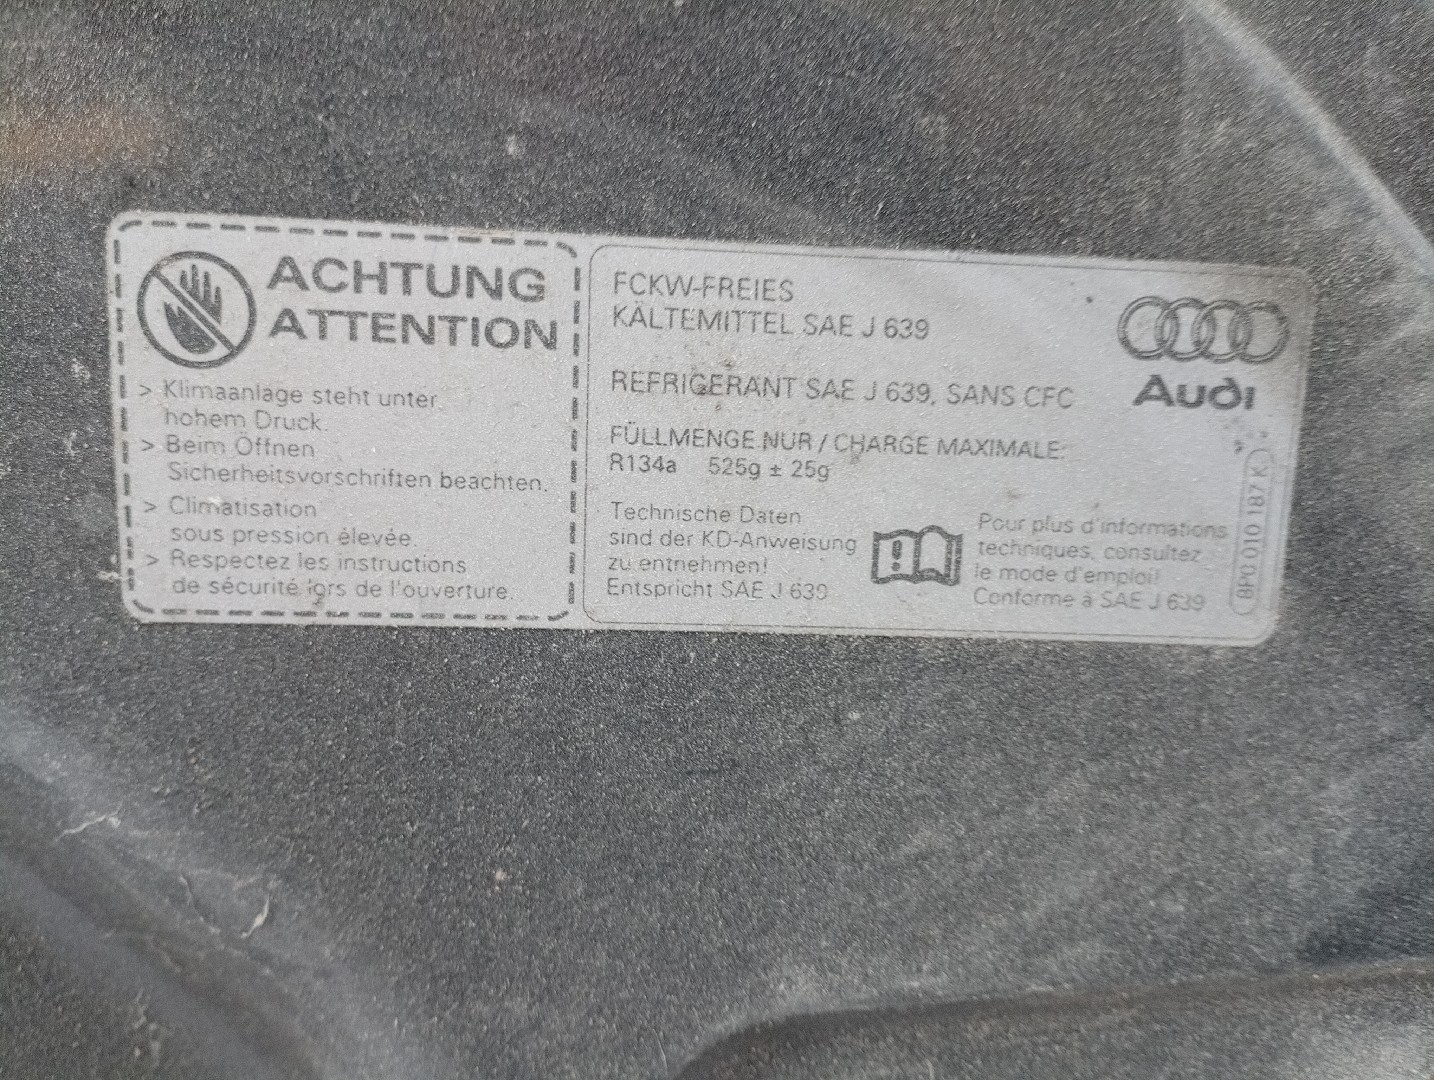 ACHTUNG
ATTENTION
> Klimaanlage steht unter
hohem Druck.
> Beim Öffnen
Sicherheitsvorschriften beachten.
> Climatisation
sous pression élevée.
> Respectez les instructions
de sécurité lors de l'ouverture.
FCKW-FREIES
KÄLTEMITTEL SAE J 639
REFRIGERANT SAE J 639, SANS CFC
FÜLLMENGE NUR / CHARGE MAXIMALE:
R134a 525g ± 25g
Technische Daten
sind der KD-Anweisung
zu entnehmen!
Entspricht SAE J 639
Pour plus d'informations
techniques, consultez
le mode d'emploi!
Conforme à SAE J 639
Audi
8P0 010 187 K